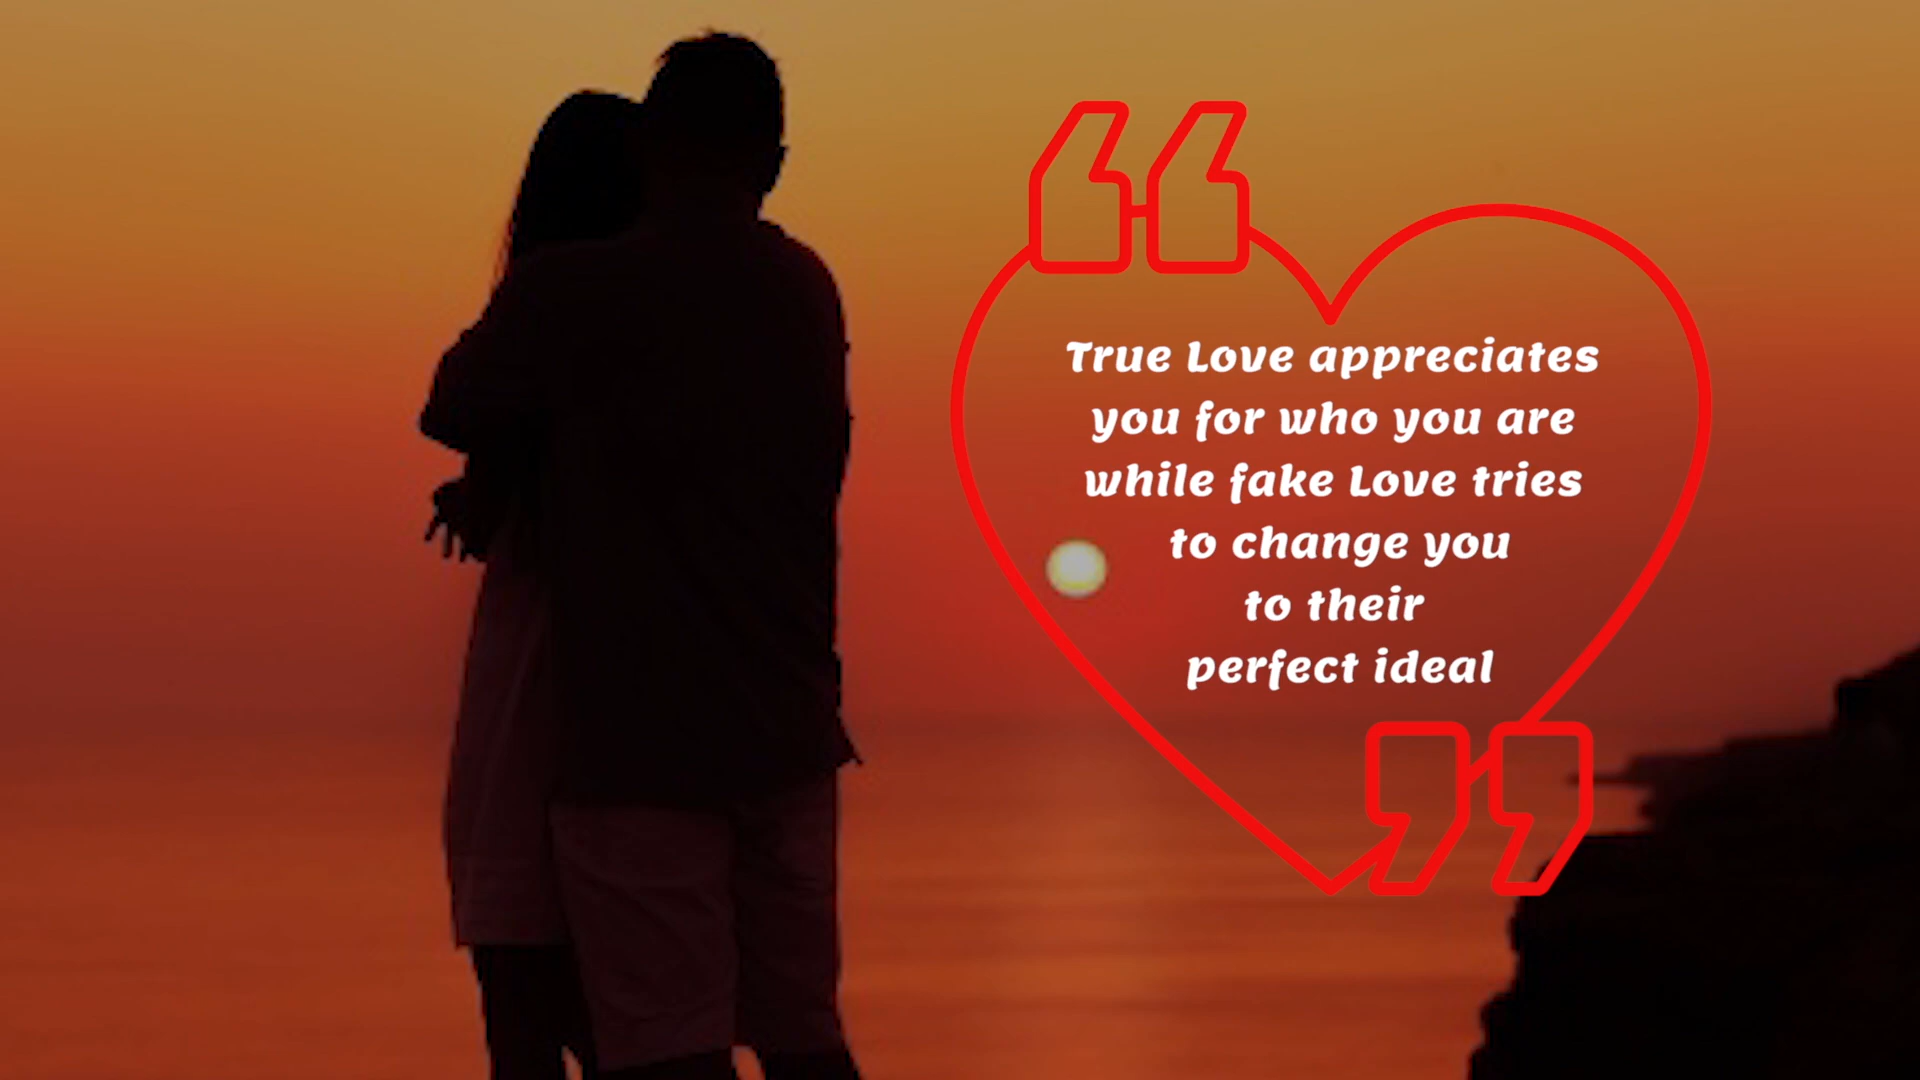 True Love appreciates
you for who you are
while fake Love tries
to change you
to their
perfect ideal